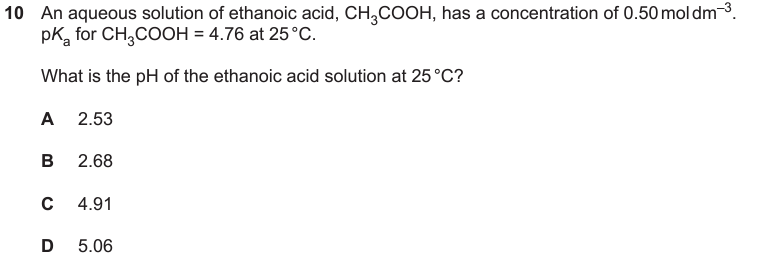 10 An aqueous solution of ethanoic acid, CH₃COOH, has a concentration of 0.50 mol dm⁻³.
pKₐ for CH₃COOH = 4.76 at 25 °C.
What is the pH of the ethanoic acid solution at 25 °C?
A 2.53
B 2.68
C 4.91
D 5.06